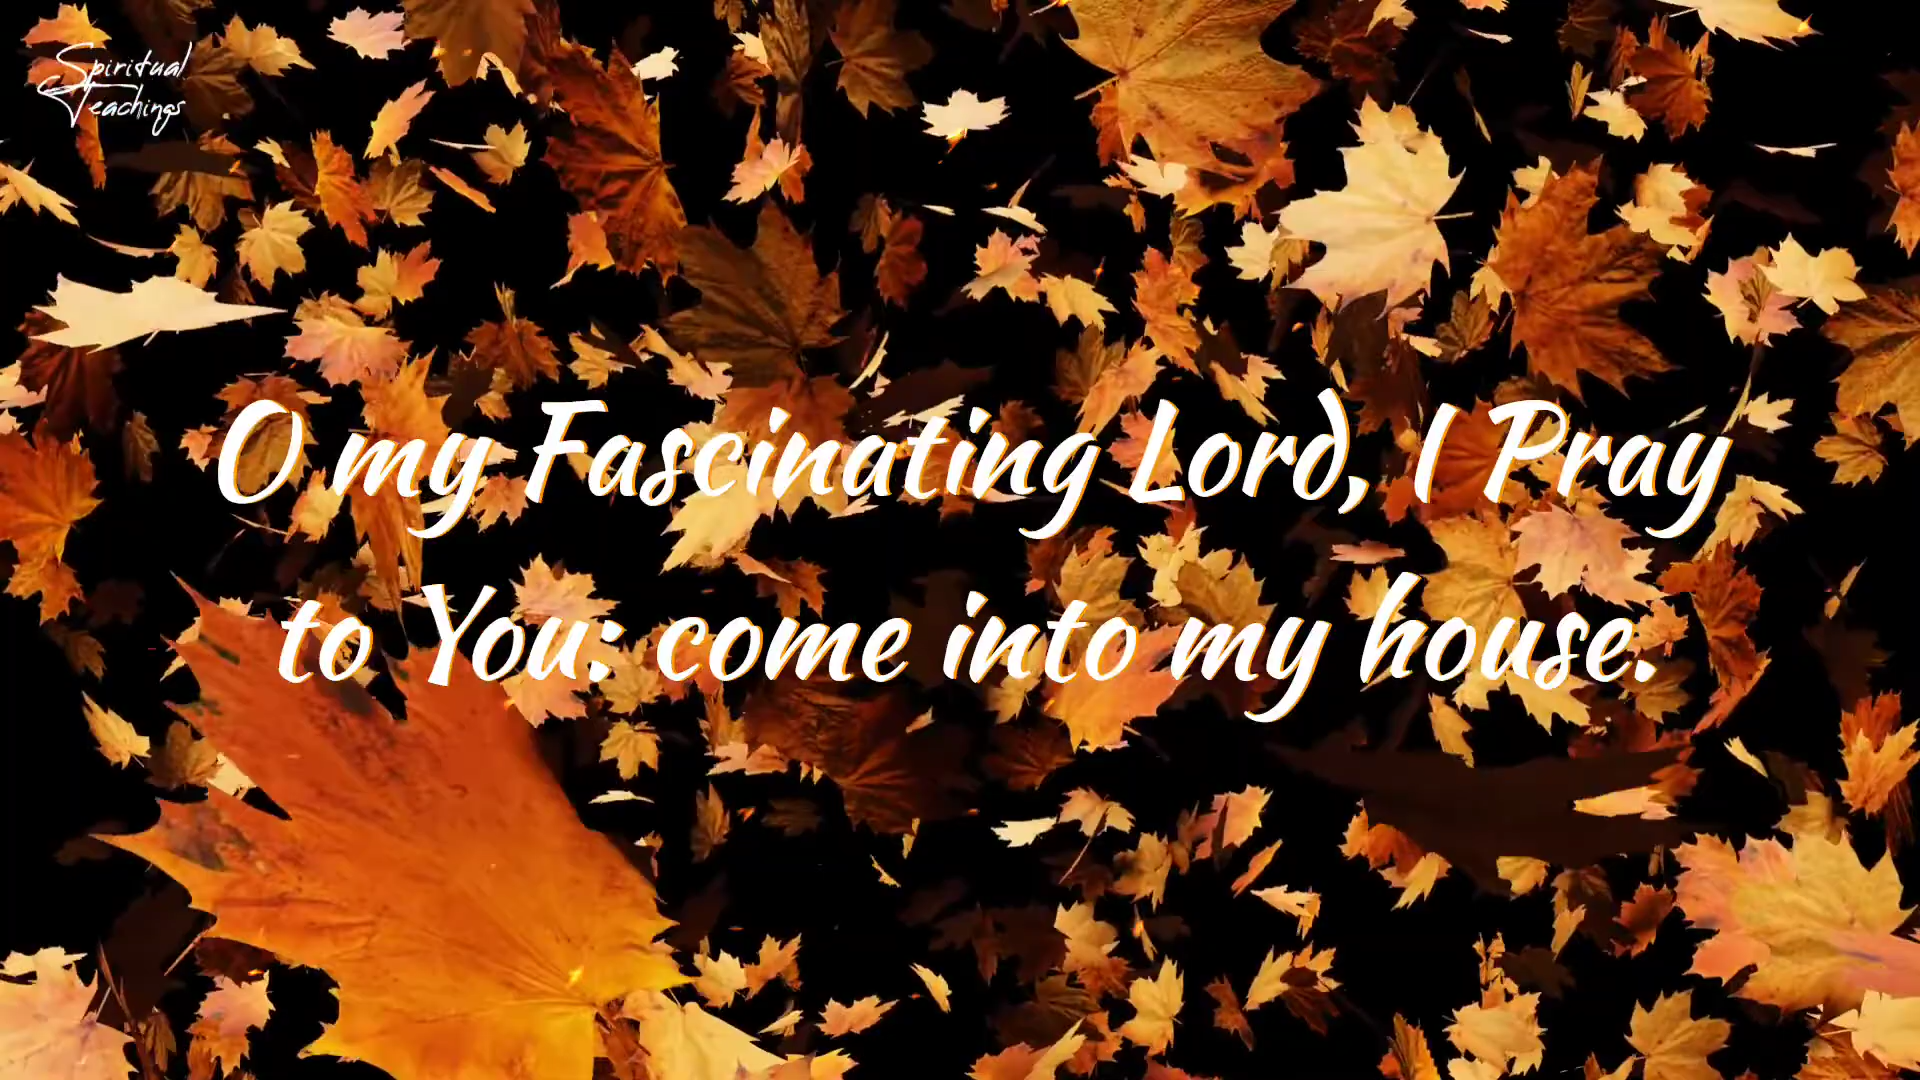 Spiritual
Teachings
O my Fascinating Lord, I Pray
to You: come into my house.